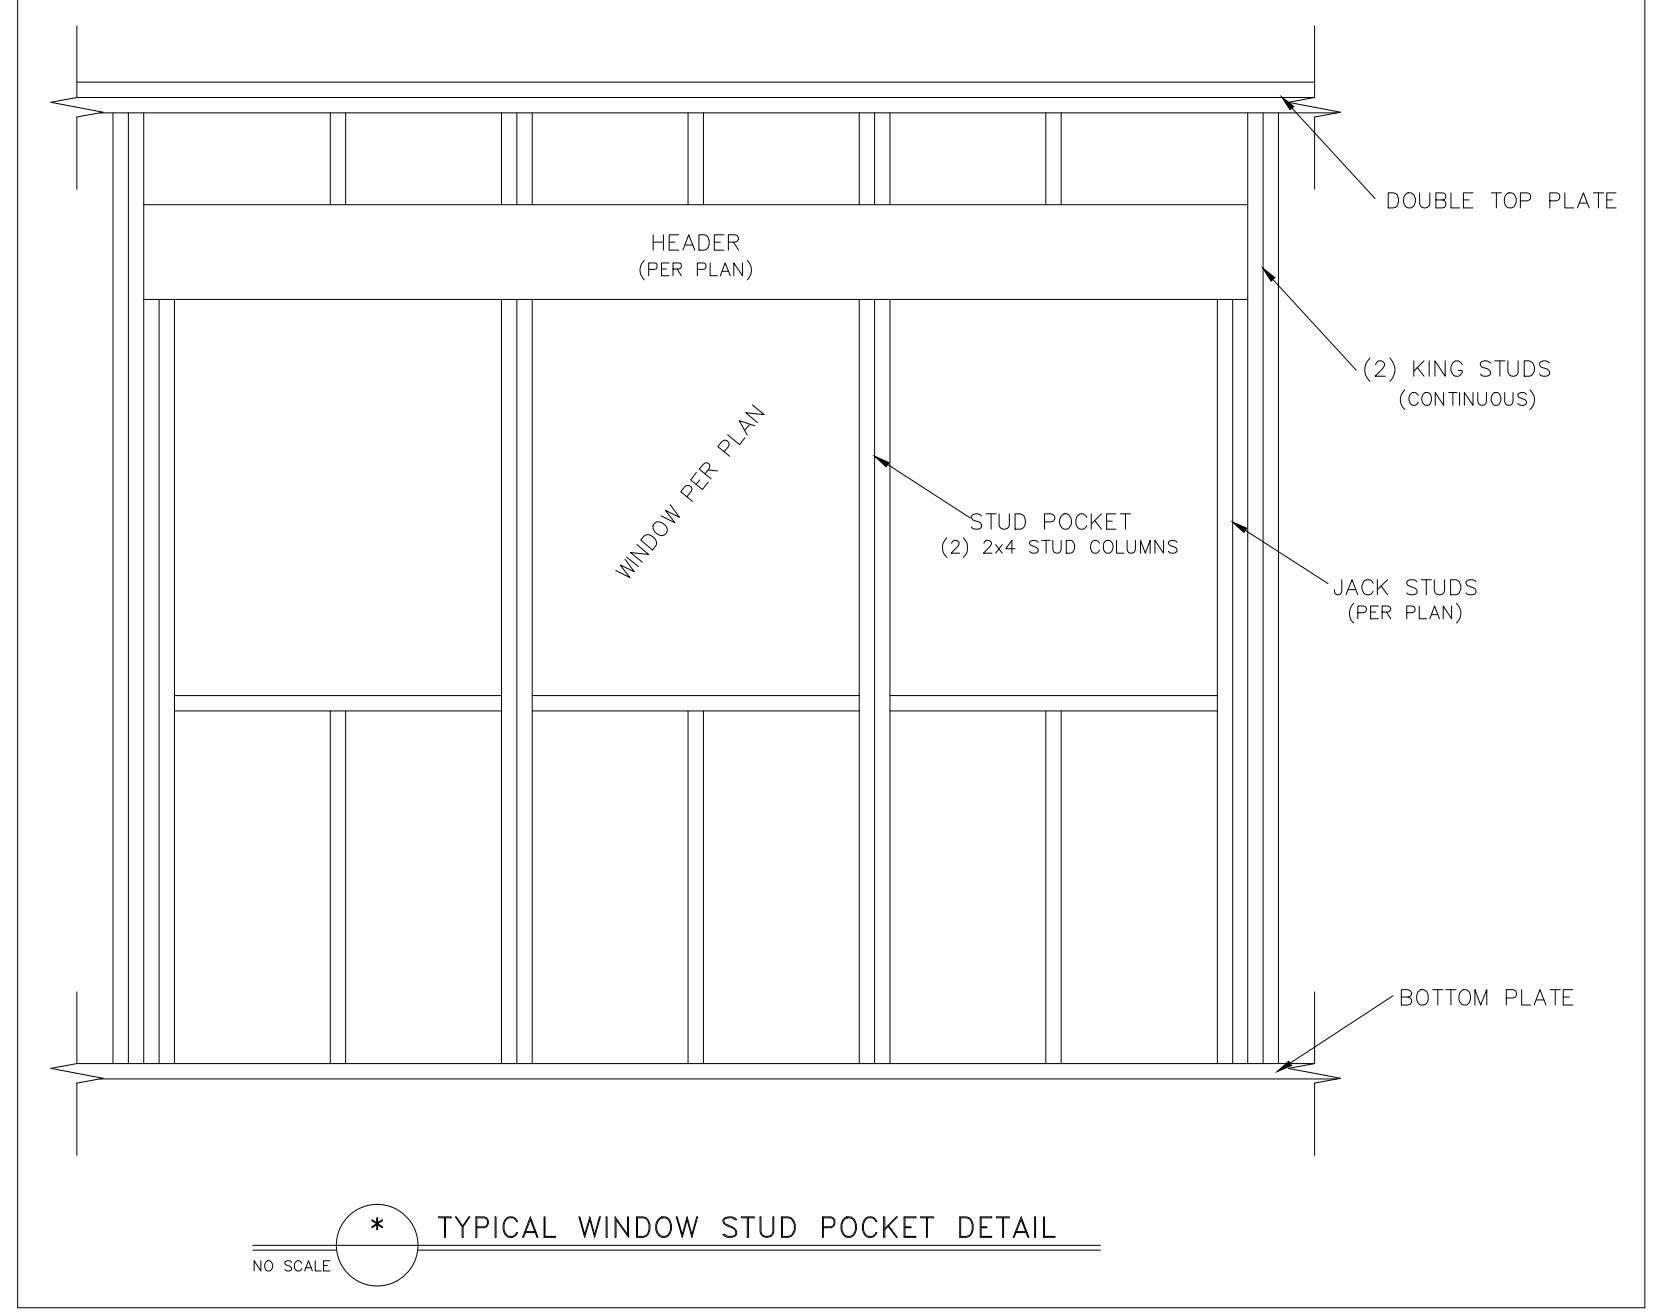 DOUBLE TOP PLATE
HEADER
(PER PLAN)
(2) KING STUDS
(CONTINUOUS)
WINDOW PER PLAN
STUD POCKET
(2) 2x4 STUD COLUMNS
JACK STUDS
(PER PLAN)
BOTTOM PLATE
* TYPICAL WINDOW STUD POCKET DETAIL
NO SCALE